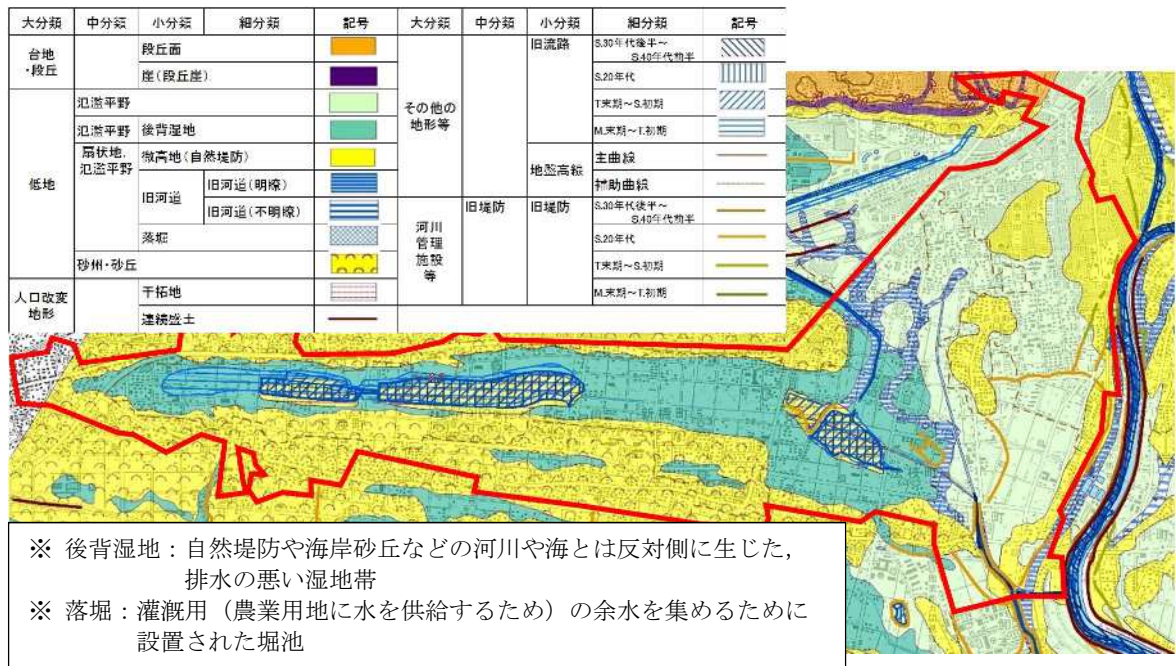 大分類 中分類 小分類 細分類 記号 大分類 中分類 小分類 細分類 記号
台地・段丘 段丘面
崖(段丘崖)
低地 氾濫平野
氾濫平野 後背湿地
扇状地,氾濫平野 微高地(自然堤防)
旧河道 旧河道(明瞭)
旧河道(不明瞭)
落堀
砂州・砂丘
人口改変地形 干拓地
連続盛土
その他の地形等 旧流路 S.30年代後半~S.40年代前半
S.20年代
T.末期~S.初期
M.末期~T.初期
地盤高線 主曲線
補助曲線
河川管理施設等 旧堤防 旧堤防 S.30年代後半~S.40年代前半
S.20年代
T.末期~S.初期
M.末期~T.初期
※ 後背湿地:自然堤防や海岸砂丘などの河川や海とは反対側に生じた,
排水の悪い湿地帯
※ 落堀:灌漑用(農業用地に水を供給するため)の余水を集めるために
設置された堀池